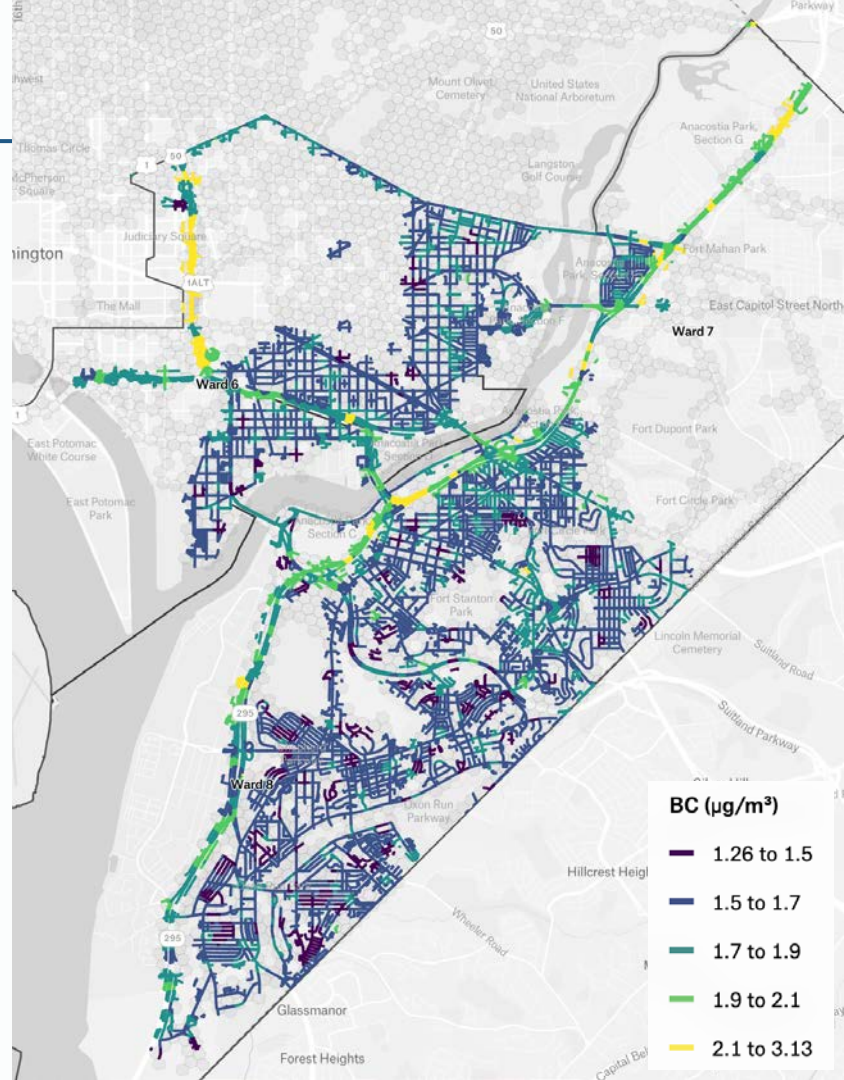 16th
Parkway
50
Mount Olivet
Cemetery
United States
National Arboretum
Anacostia Park,
Section G
50
1
Thomas Circle
McPherson
Square
Langston
Golf Course
Judiciary Square
Fort Mahan Park
1ALT
The Mall
East Capitol Street North
Ward 7
Ward 6
1
East Potomac
White Course
Fort Dupont Park
East Potomac
Park
Fort Circle Park
Anacostia Park
Section C
Fort Stanton
Park
Lincoln Memorial
Cemetery
Suitland Road
Suitland Parkway
295
Ward 8
Oxon Run
Parkway
BC (μg/m³)
1.26 to 1.5
1.5 to 1.7
1.7 to 1.9
1.9 to 2.1
2.1 to 3.13
Wheeler Road
295
Glassmanor
Forest Heights